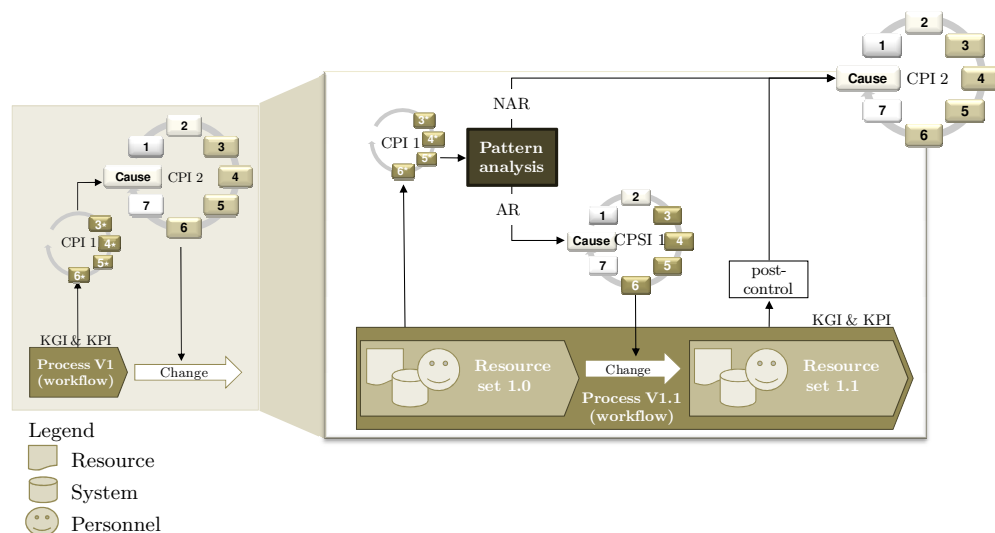 2
1
3
Cause
CPI 2
4
7
5
6
3*
CPI 1
4*
5*
6*
KGI & KPI
Process V1
(workflow)
Change
2
1
3
Cause
CPI 2
4
7
5
6
NAR
3*
CPI 1
4*
5*
6*
Pattern
analysis
AR
2
1
3
Cause
CPSI 1
4
7
5
6
post-
control
KGI & KPI
Resource
set 1.0
Change
Process V1.1
(workflow)
Resource
set 1.1
Legend
Resource
System
Personnel